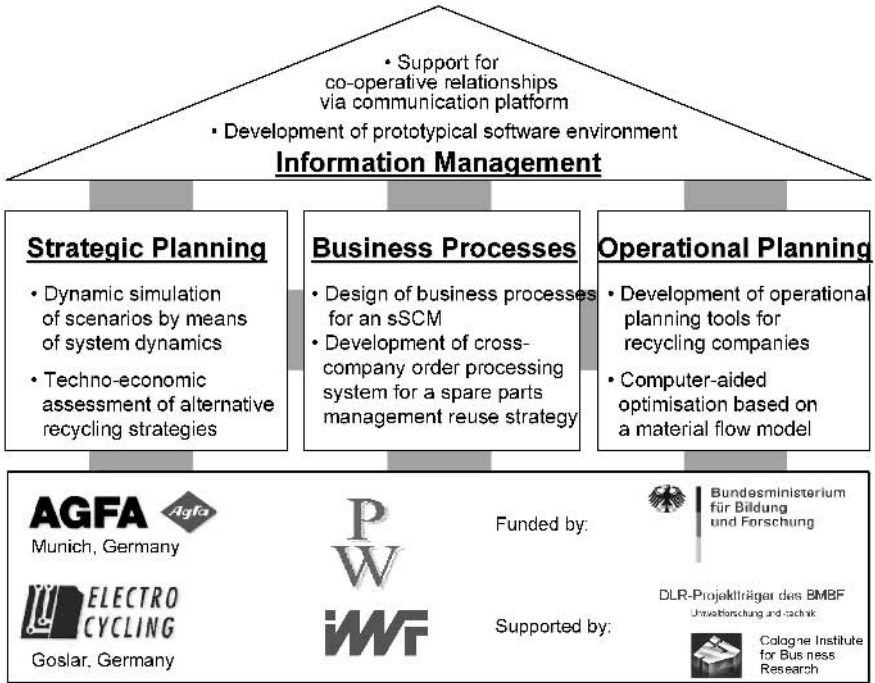 • Support for
co-operative relationships
via communication platform
• Development of prototypical software environment
Information Management
Strategic Planning
• Dynamic simulation
of scenarios by means
of system dynamics
• Techno-economic
assessment of alternative
recycling strategies
Business Processes
• Design of business processes
for an sSCM
• Development of cross-
company order processing
system for a spare parts
management reuse strategy
Operational Planning
• Development of operational
planning tools for
recycling companies
• Computer-aided
optimisation based on
a material flow model
AGFA
Agfa
Munich, Germany
ELECTRO
CYCLING
Goslar, Germany
P
W
iWF
Funded by:
Bundesministerium
für Bildung
und Forschung
Supported by:
DLR-Projektträger des BMBF
Umweltforschung und -technik
Cologne Institute
for Business
Research